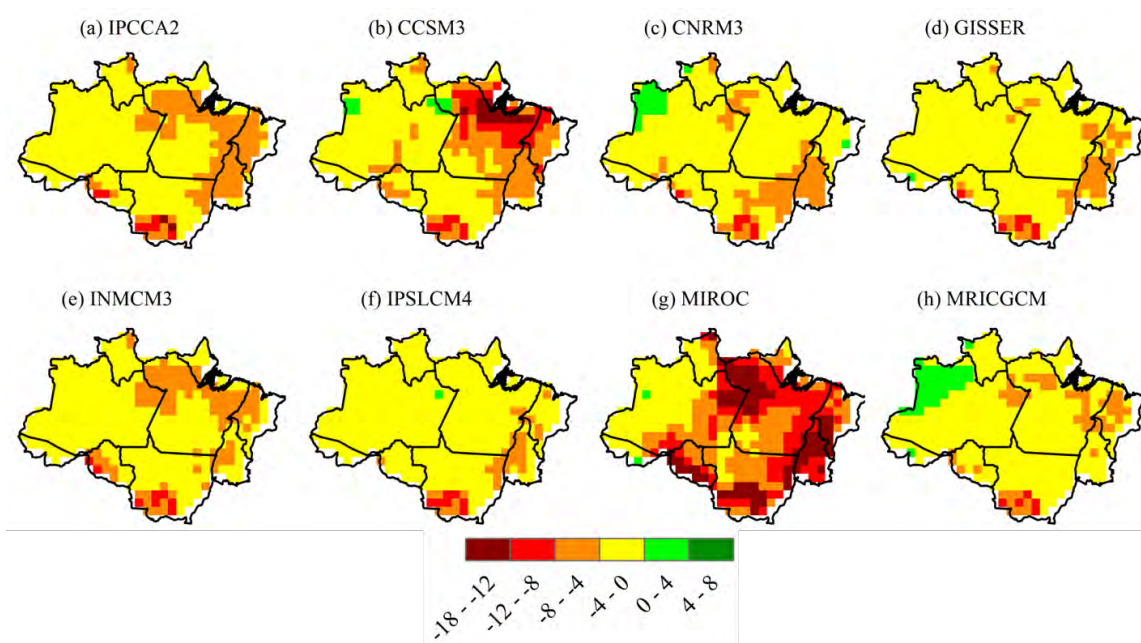 (a) IPCCA2
(b) CCSM3
(c) CNRM3
(d) GISSER
(e) INMCM3
(f) IPSLCM4
(g) MIROC
(h) MRICGCM
-18 - -12
-12 - -8
-8 - -4
-4 - 0
0 - 4
4 - 8